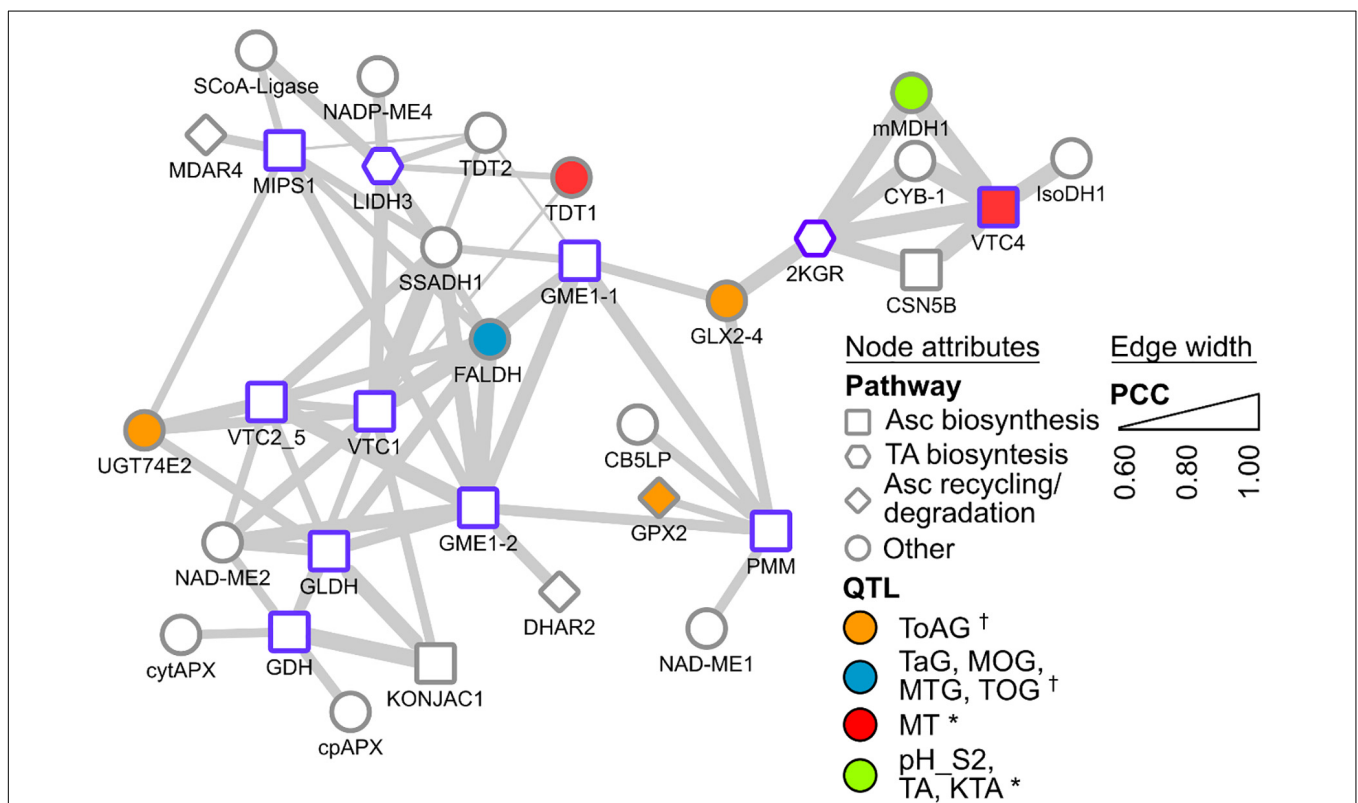 SCoA-Ligase
NADP-ME4
mMDH1
MDAR4
MIPS1
TDT2
CYB-1
IsoDH1
LIDH3
TDT1
VTC4
SSADH1
GME1-1
2KGR
CSN5B
GLX2-4
FALDH
VTC2_5
VTC1
UGT74E2
CB5LP
GPX2
GME1-2
PMM
NAD-ME2
GLDH
DHAR2
NAD-ME1
cytAPX
GDH
KONJAC1
cpAPX
Node attributes
Pathway
Asc biosynthesis
TA biosyntesis
Asc recycling/
degradation
Other
QTL
ToAG †
TaG, MOG,
MTG, TOG †
MT *
pH_S2,
TA, KTA *
Edge width
PCC
0.60
0.80
1.00